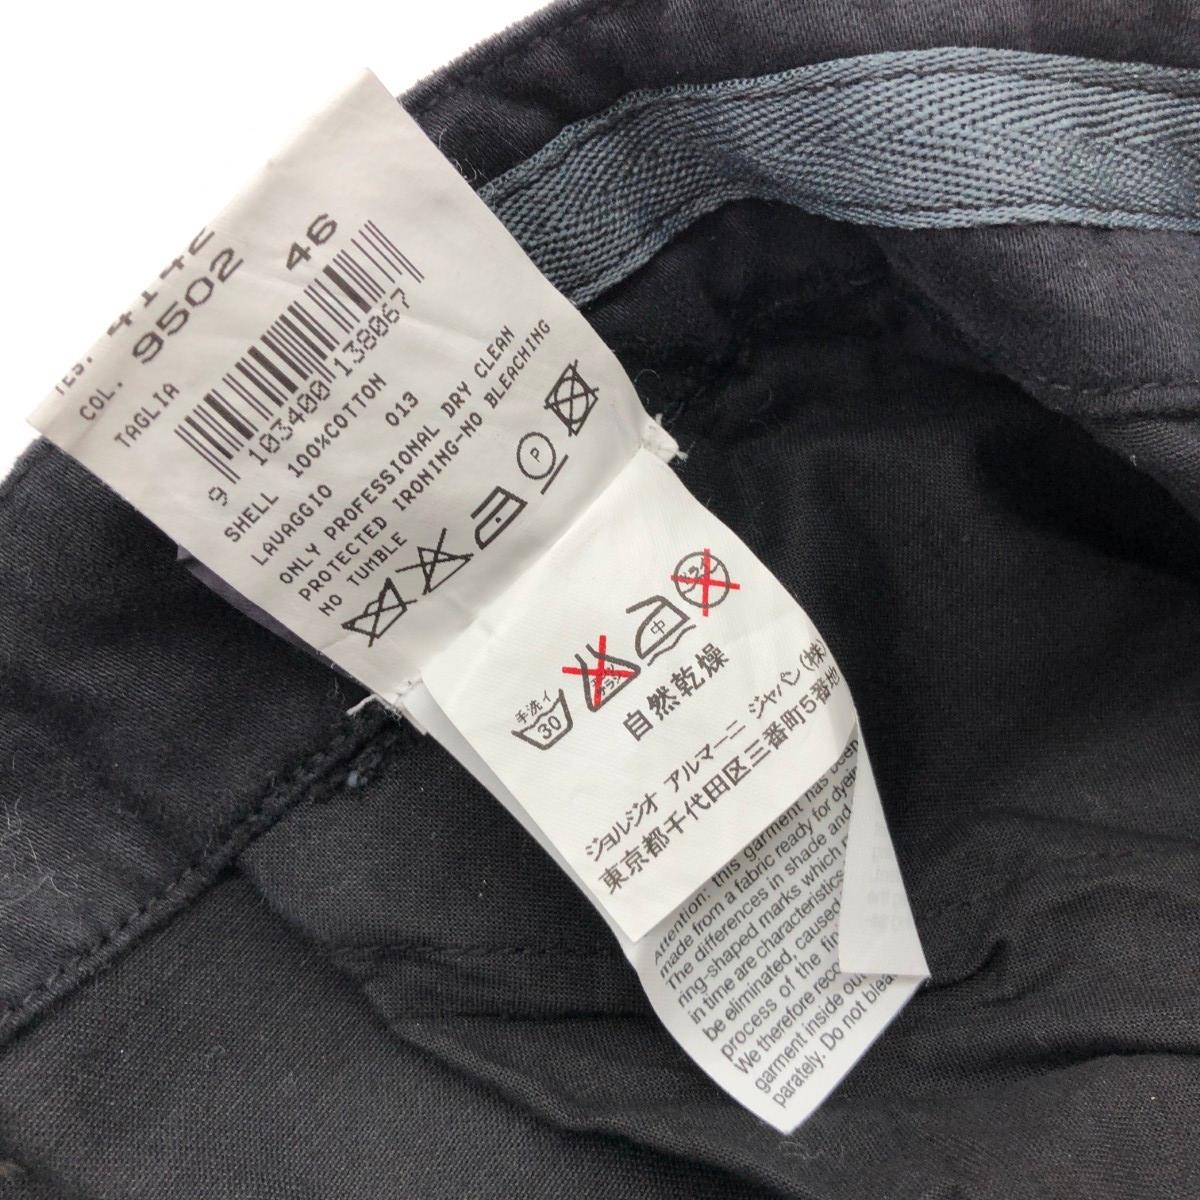 COL. 9502
TAGLIA 46
9 103400 138067
SHELL 100%COTTON
LAVAGGIO 013
ONLY PROFESSIONAL DRY CLEAN
PROTECTED IRONING-NO BLEACHING
NO TUMBLE
P
手洗イ
30
中
自然乾燥
ジョルジオ アルマーニ ジャパン(株)
東京都千代田区三番町5番地
Attention: this garment has been
made from a fabric ready for dyein
The differences in shade and
ring-shaped marks which
in time are characteristics
be eliminated, caused
process of the fin
We therefore reco
garment inside ou
parately. Do not blea